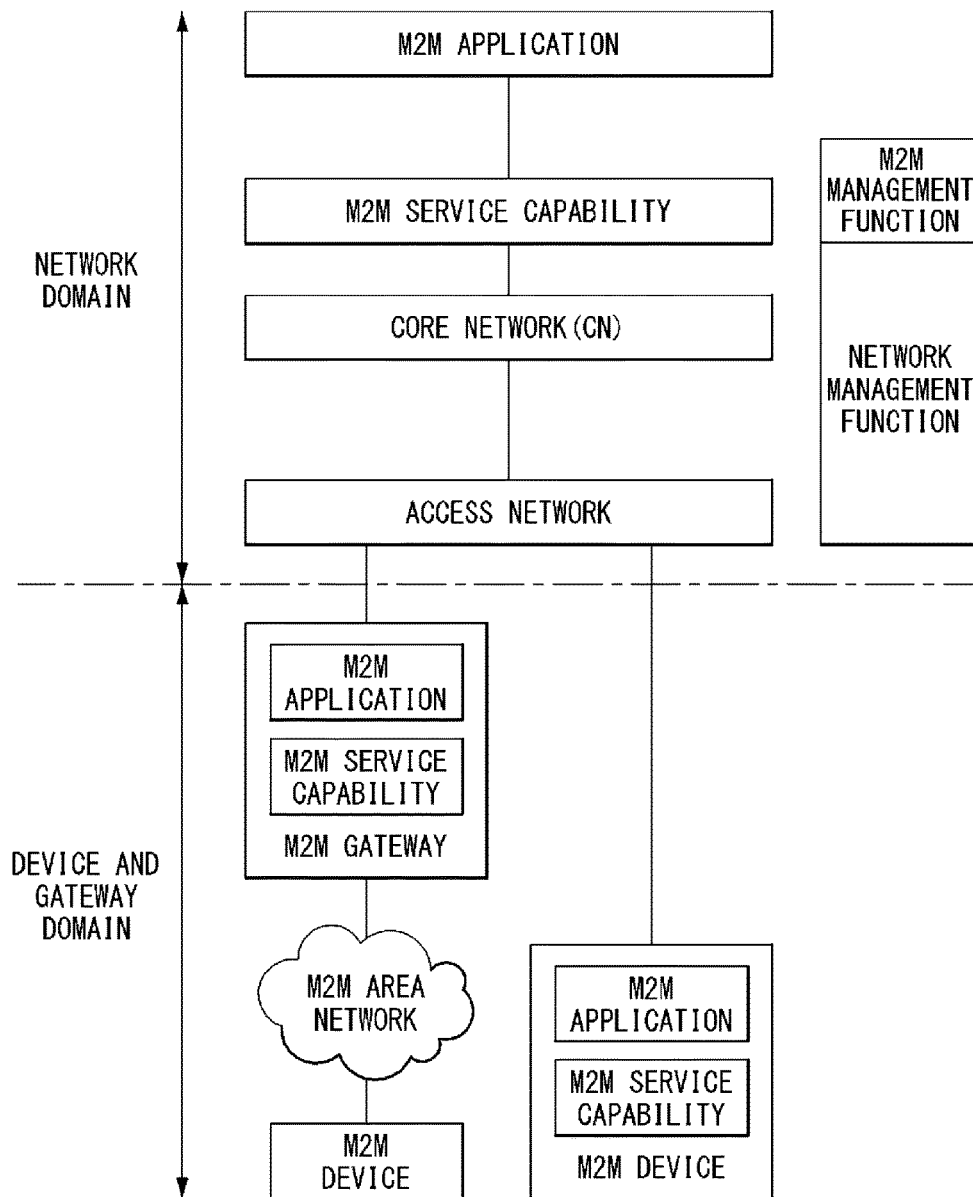 M2M APPLICATION
M2M SERVICE CAPABILITY
CORE NETWORK(CN)
ACCESS NETWORK
M2M
MANAGEMENT
FUNCTION
NETWORK
MANAGEMENT
FUNCTION
NETWORK
DOMAIN
M2M
APPLICATION
M2M SERVICE
CAPABILITY
M2M GATEWAY
DEVICE AND
GATEWAY
DOMAIN
M2M AREA
NETWORK
M2M
DEVICE
M2M
APPLICATION
M2M SERVICE
CAPABILITY
M2M DEVICE